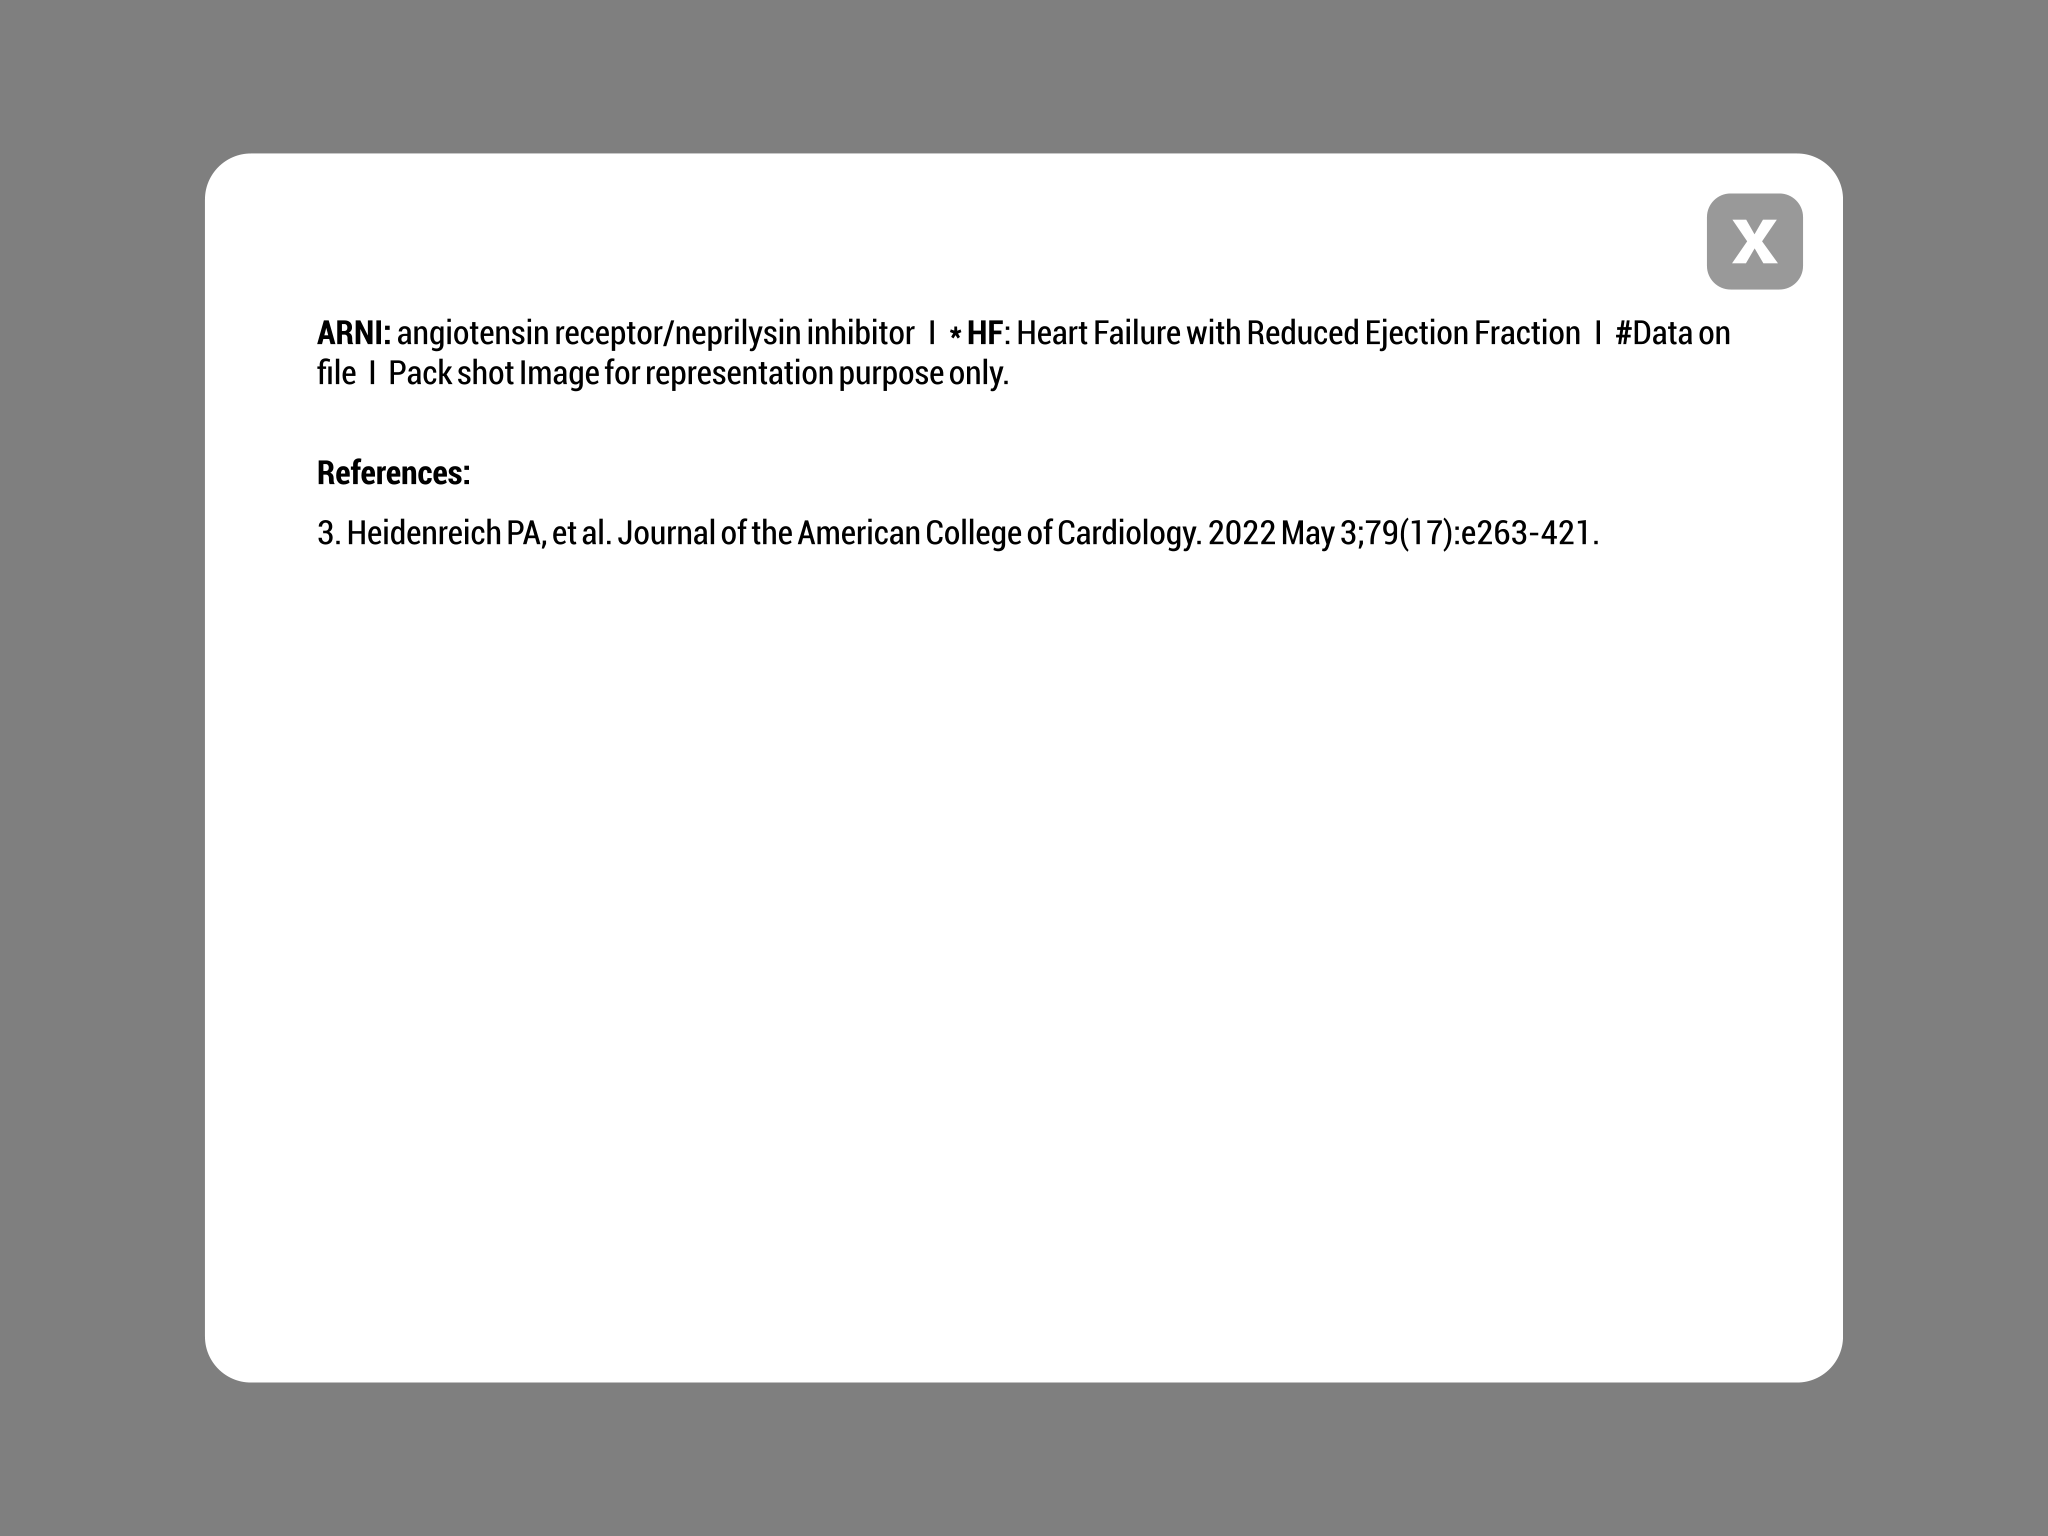 X
ARNI: angiotensin receptor/neprilysin inhibitor I *HF: Heart Failure with Reduced Ejection Fraction I #Data on
file I Pack shot Image for representation purpose only.
References:
3. Heidenreich PA, et al. Journal of the American College of Cardiology. 2022 May 3;79(17):e263-421.